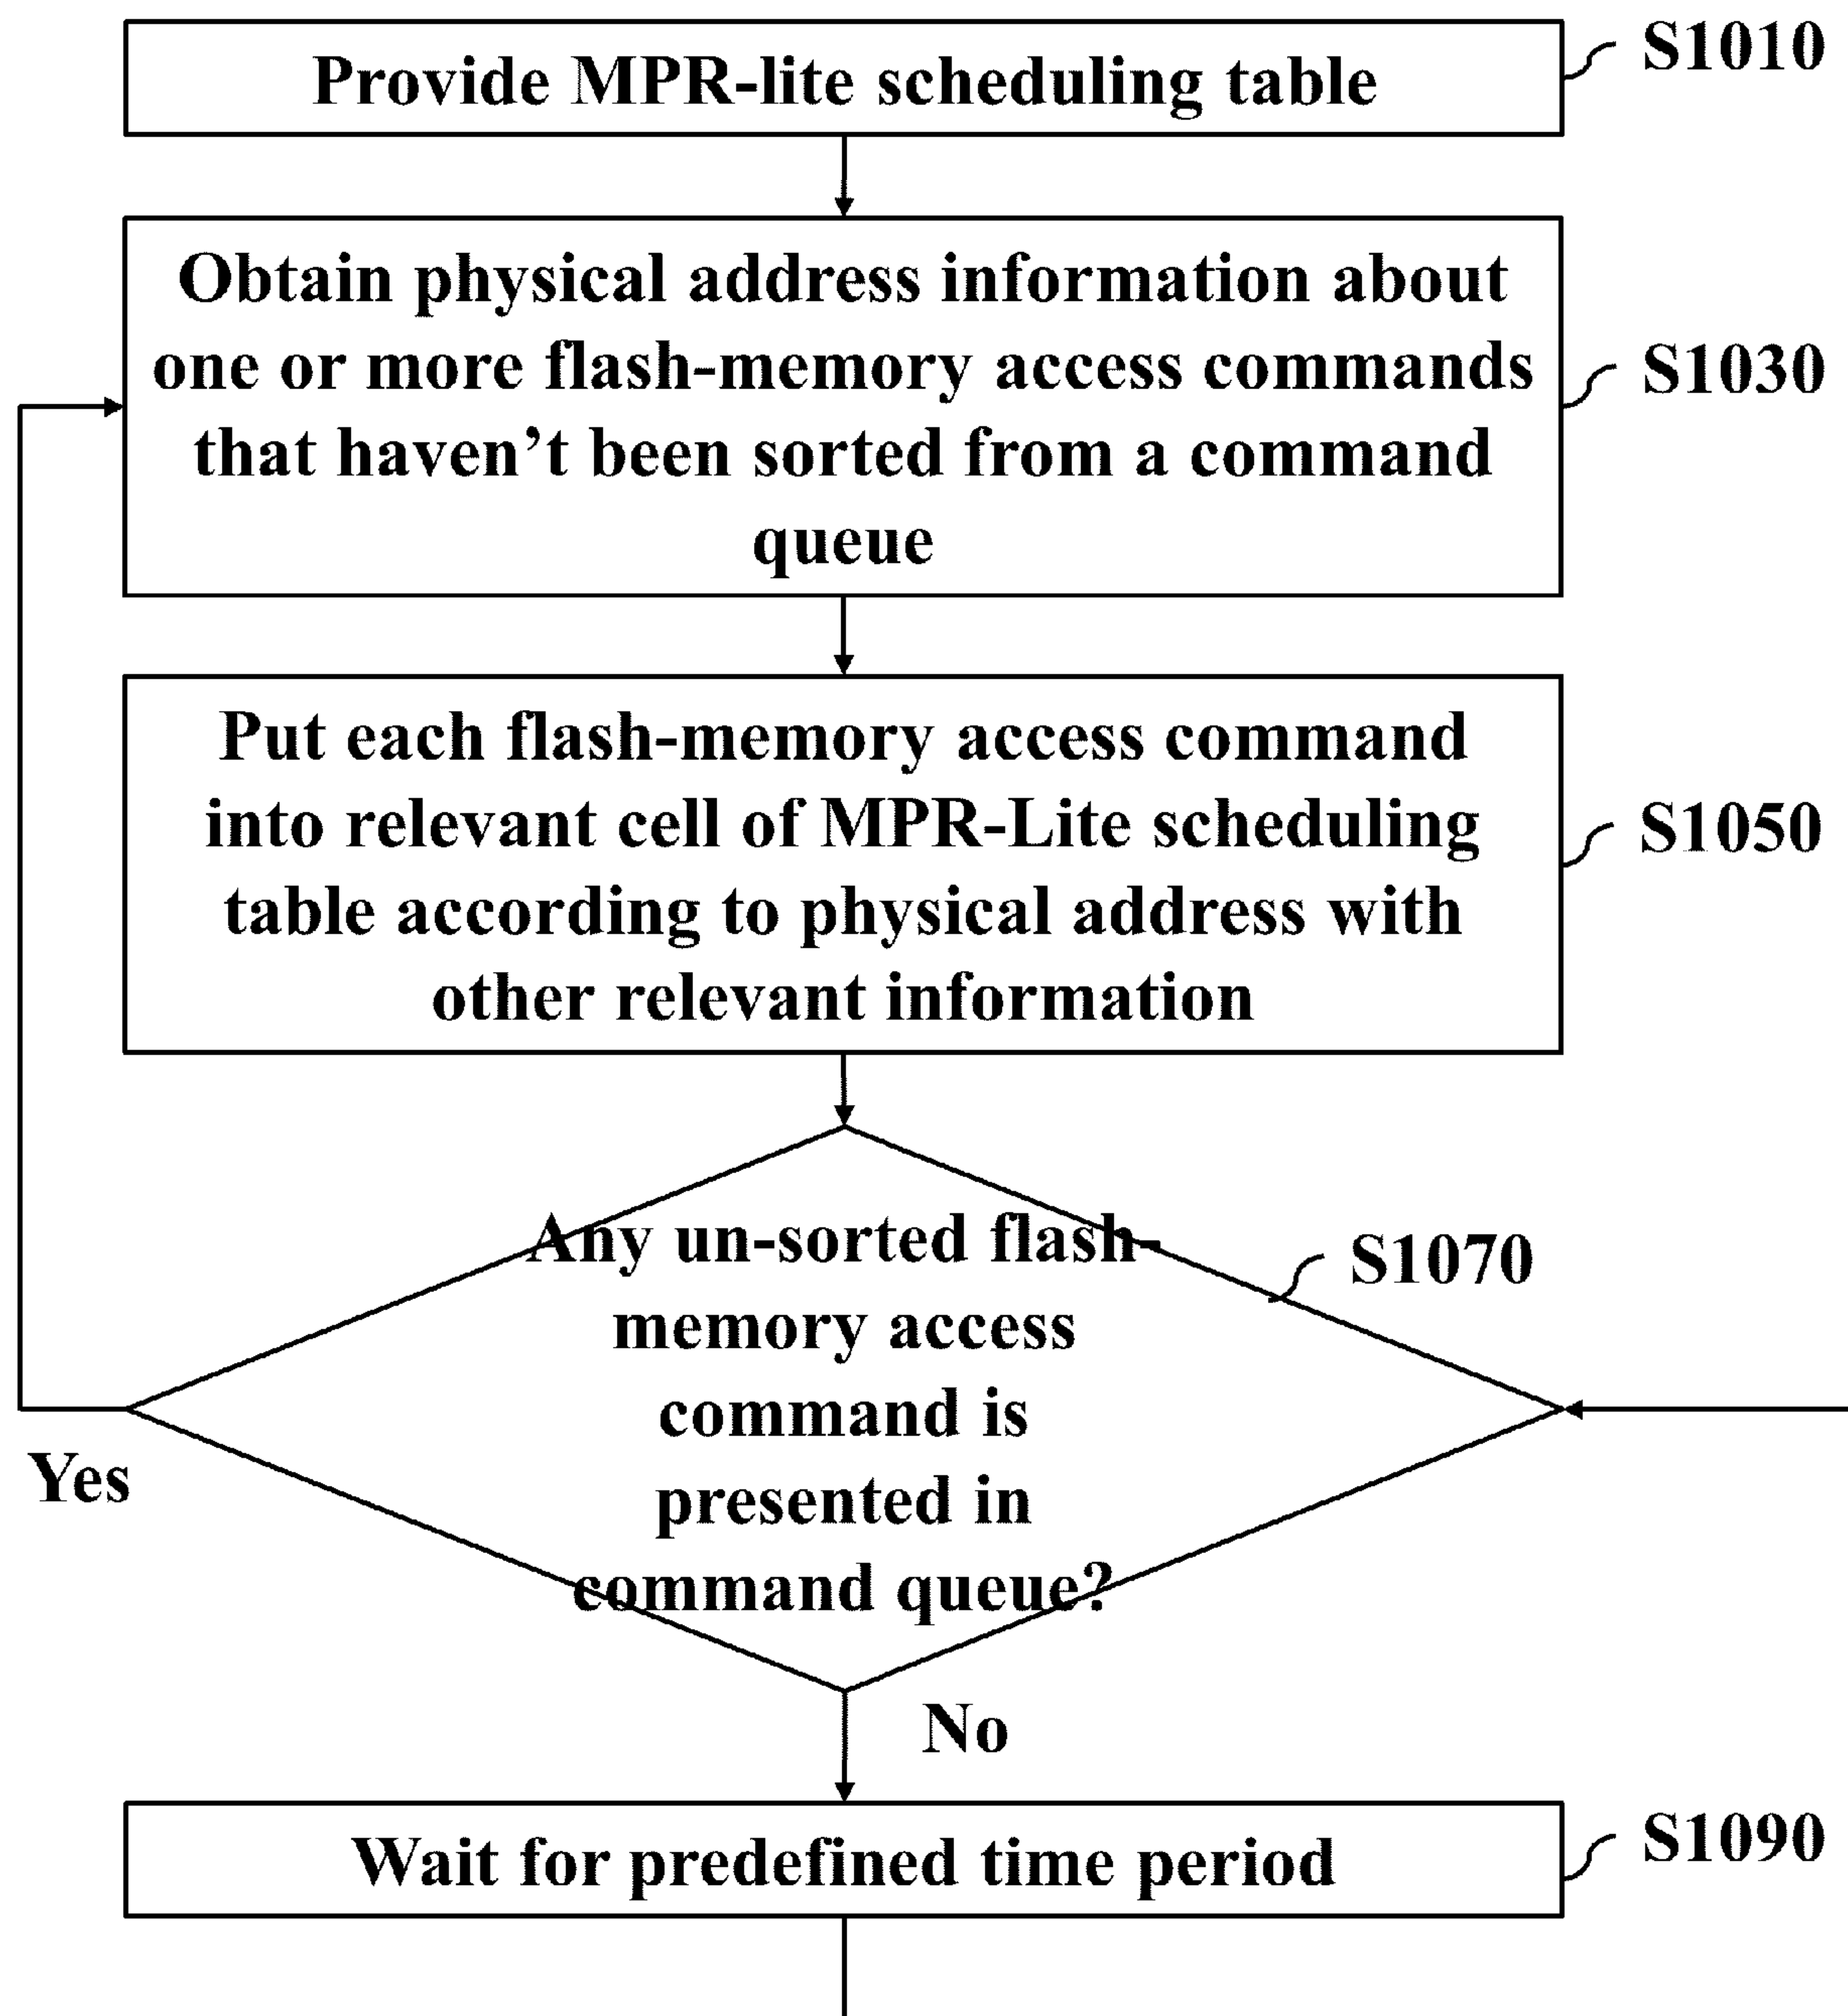 Provide MPR-lite scheduling table
S1010
Obtain physical address information about
one or more flash-memory access commands
that haven’t been sorted from a command
queue
S1030
Put each flash-memory access command
into relevant cell of MPR-Lite scheduling
table according to physical address with
other relevant information
S1050
Any un-sorted flash-
memory access
command is
presented in
command queue?
S1070
Yes
No
Wait for predefined time period
S1090